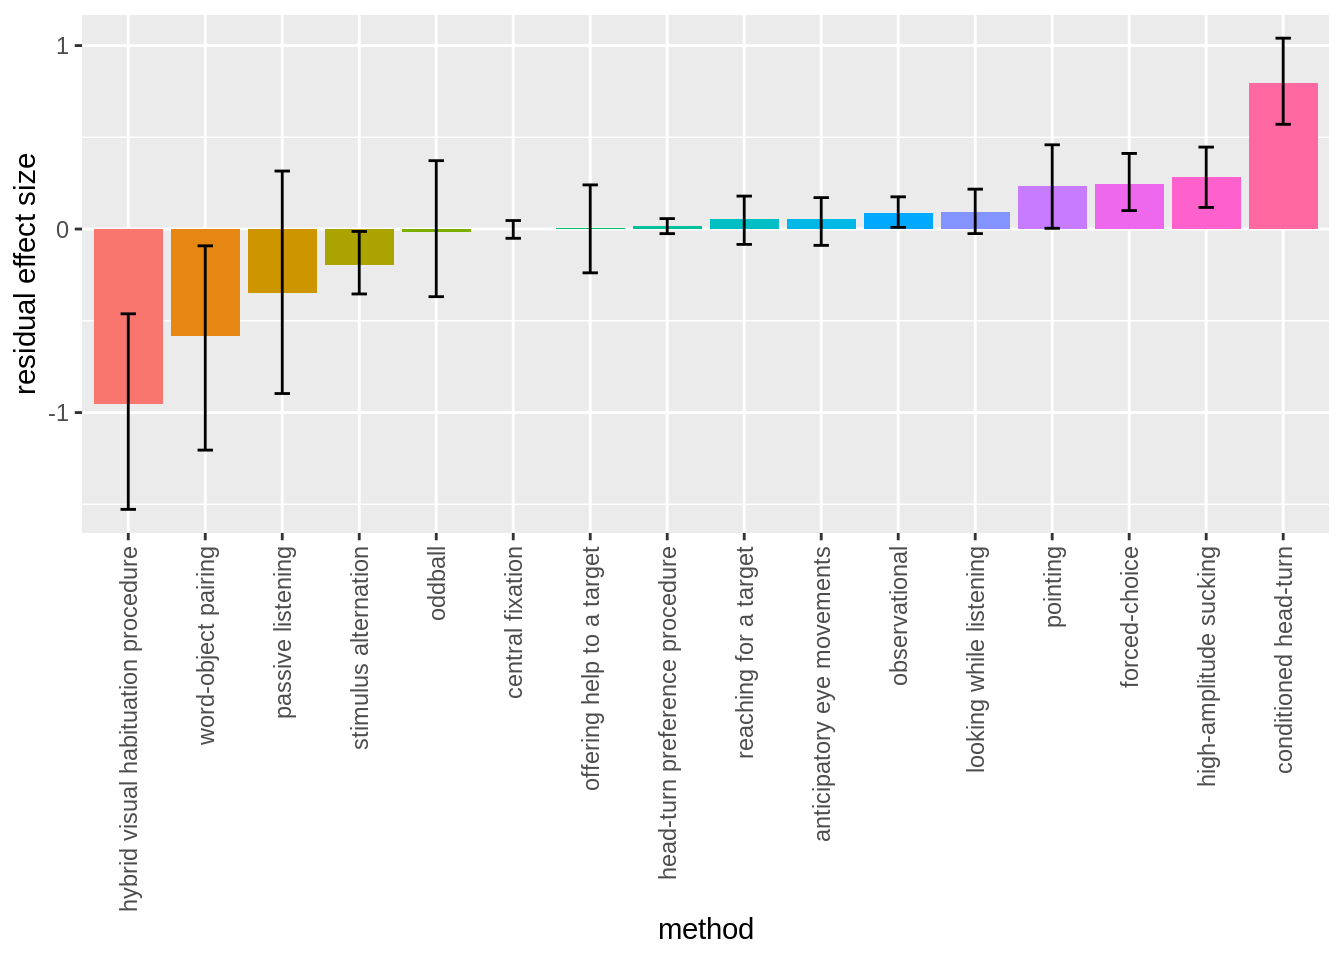 residual effect size
1
0
-1
hybrid visual habituation procedure
word-object pairing
passive listening
stimulus alternation
oddball
central fixation
offering help to a target
head-turn preference procedure
reaching for a target
anticipatory eye movements
observational
looking while listening
pointing
forced-choice
high-amplitude sucking
conditioned head-turn
method